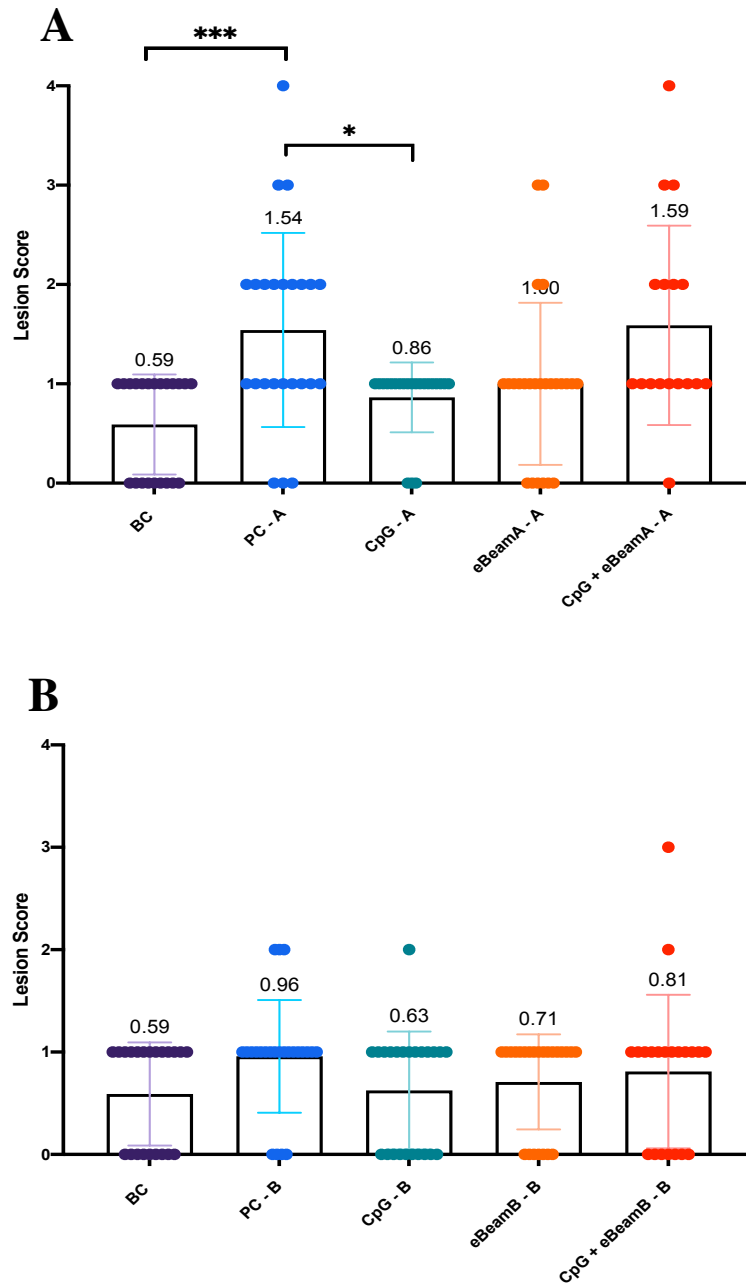 A
***
*
4
3
2
1
0
Lesion Score
0.59
1.54
0.86
1.00
1.59
BC
PC - A
CpG - A
eBeamA - A
CpG + eBeamA - A
B
4
3
2
1
0
Lesion Score
0.59
0.96
0.63
0.71
0.81
BC
PC - B
CpG - B
eBeamB - B
CpG + eBeamB - B